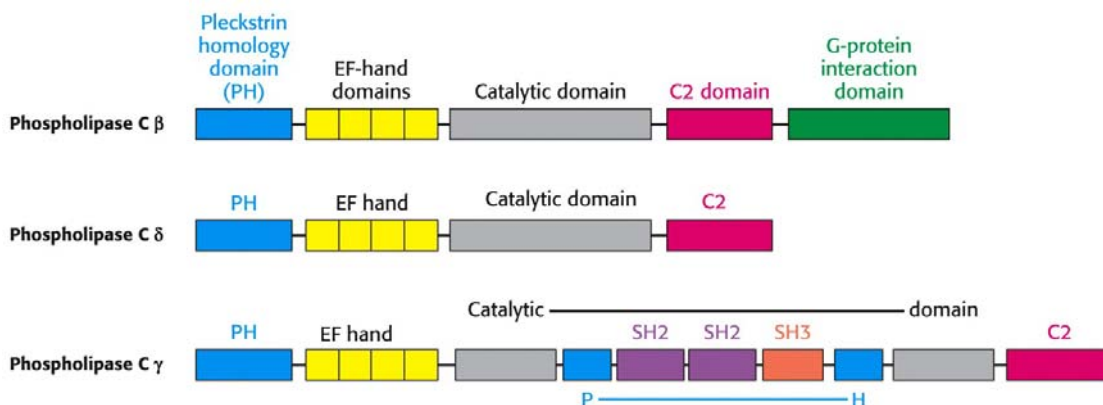 Pleckstrin
homology
domain
(PH)
EF-hand
domains
Catalytic domain
C2 domain
G-protein
interaction
domain
Phospholipase C β
PH
EF hand
Catalytic domain
C2
Phospholipase C δ
Catalytic domain
PH
EF hand
SH2
SH2
SH3
C2
Phospholipase C γ
P H